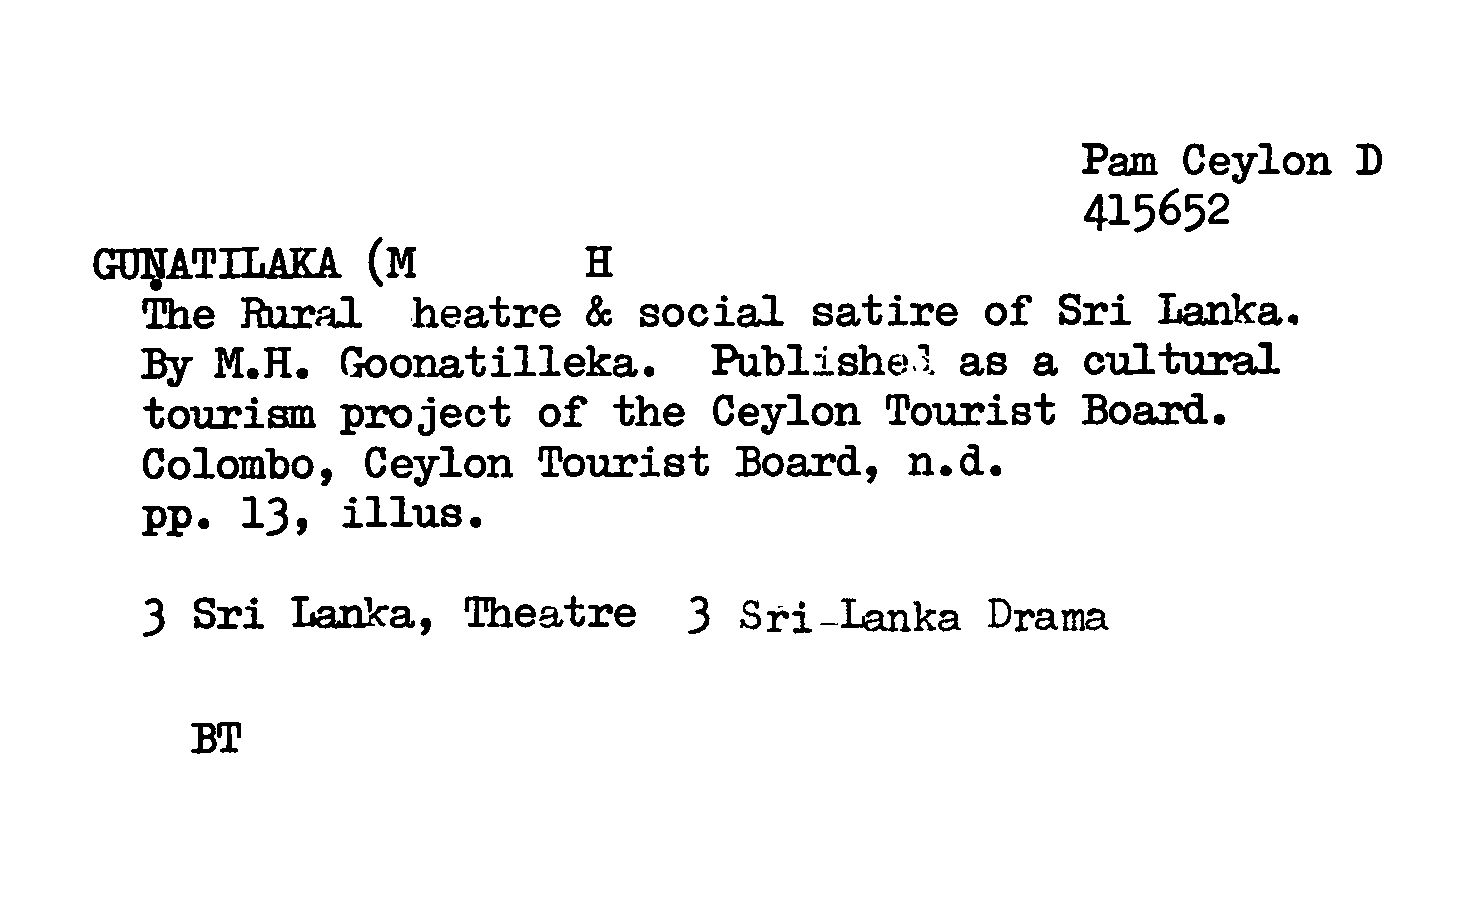 Pam Ceylon D
415652
GUṆATILAKA (M H
The Rural heatre & social satire of Sri Lanka.
By M.H. Goonatilleka. Published as a cultural
tourism project of the Ceylon Tourist Board.
Colombo, Ceylon Tourist Board, n.d.
pp. 13, illus.
3 Sri Lanka, Theatre 3 Sri-Lanka Drama
BT